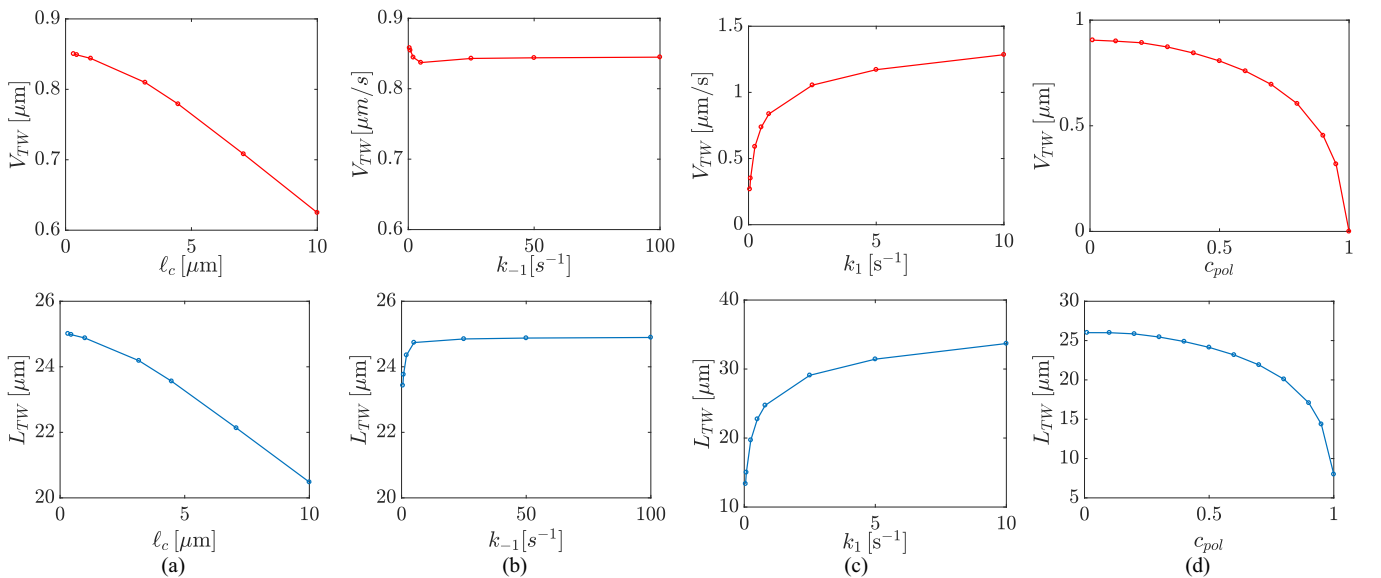 0.9
0.8
0.7
0.6
V_{TW} [μm]
0 5 10
ℓ_c [μm]
0.9
0.8
0.7
0.6
V_{TW} [μm/s]
0 50 100
k_{-1}[s^{-1}]
1.5
1
0.5
0
V_{TW} [μm/s]
0 5 10
k_1 [s^{-1}]
1
0.5
0
V_{TW} [μm]
0 0.5 1
c_{pol}
26
24
22
20
L_{TW} [μm]
0 5 10
ℓ_c [μm]
(a)
26
24
22
20
L_{TW} [μm]
0 50 100
k_{-1}[s^{-1}]
(b)
40
30
20
10
L_{TW} [μm]
0 5 10
k_1 [s^{-1}]
(c)
30
25
20
15
10
5
L_{TW} [μm]
0 0.5 1
c_{pol}
(d)